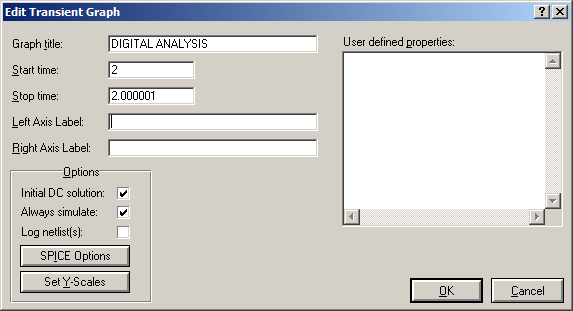 Edit Transient Graph
Graph title: DIGITAL ANALYSIS
User defined properties:
Start time: 2
Stop time: 2.000001
Left Axis Label:
Right Axis Label:
Options
Initial DC solution:
Always simulate:
Log netlist(s):
SPICE Options
Set Y-Scales
OK
Cancel